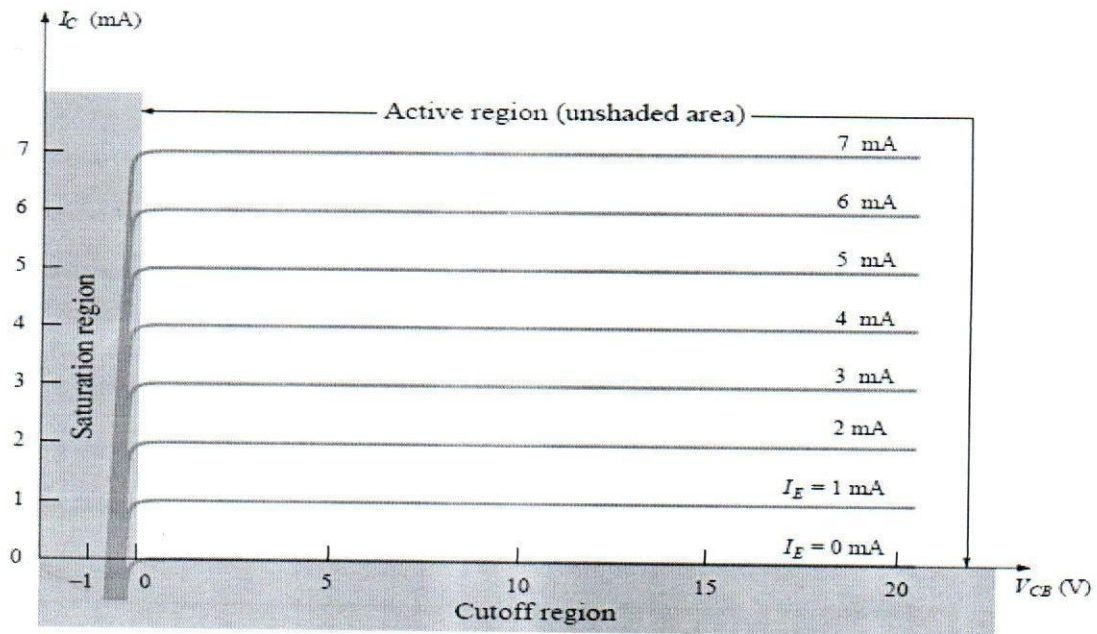 I_C (mA)
Active region (unshaded area)
7 mA
7
6 mA
6
5 mA
5
4 mA
4
3 mA
3
2 mA
2
I_E = 1 mA
1
I_E = 0 mA
0
Saturation region
−1 0 5 10 15 20 V_CB (V)
Cutoff region